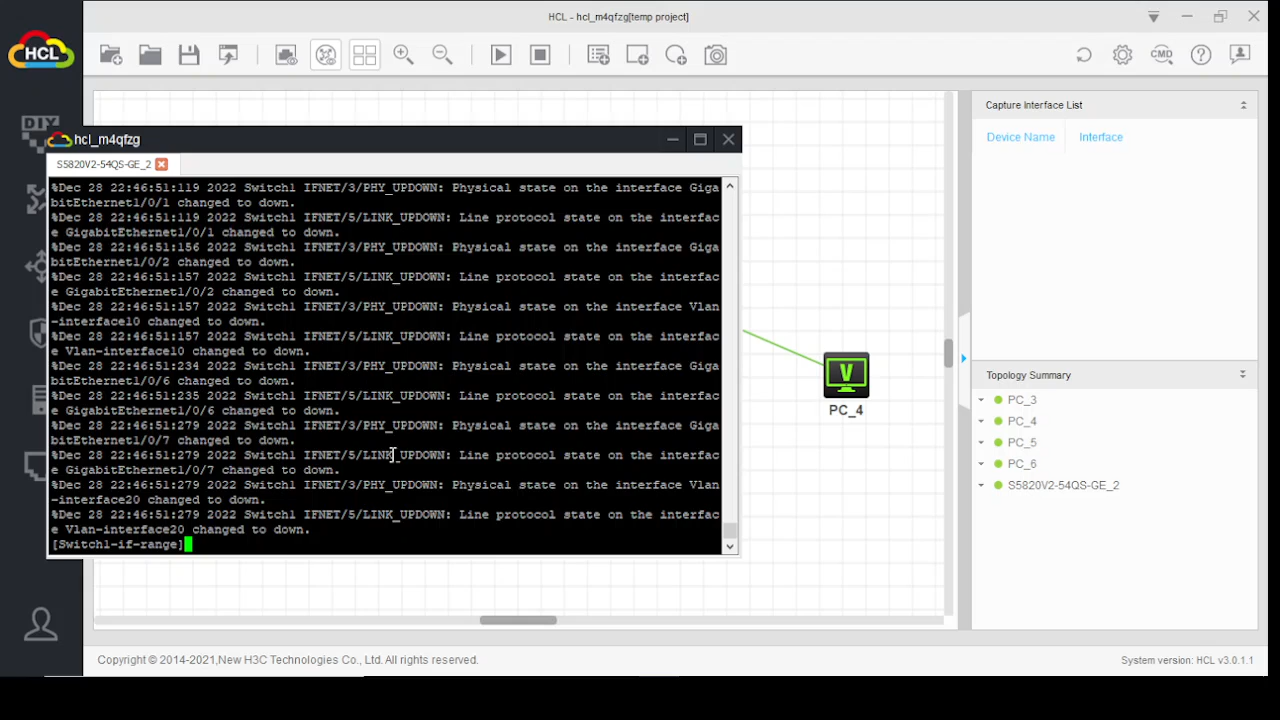 HCL - hcl_m4qfzg[temp project]
HCL
CMD
DIY
Capture Interface List
Device Name Interface
hcl_m4qfzg
S5820V2-54QS-GE_2
%Dec 28 22:46:51:119 2022 Switch1 IFNET/3/PHY_UPDOWN: Physical state on the interface Giga
bitEthernet1/0/1 changed to down.
%Dec 28 22:46:51:119 2022 Switch1 IFNET/5/LINK_UPDOWN: Line protocol state on the interfac
e GigabitEthernet1/0/1 changed to down.
%Dec 28 22:46:51:156 2022 Switch1 IFNET/3/PHY_UPDOWN: Physical state on the interface Giga
bitEthernet1/0/2 changed to down.
%Dec 28 22:46:51:157 2022 Switch1 IFNET/5/LINK_UPDOWN: Line protocol state on the interfac
e GigabitEthernet1/0/2 changed to down.
%Dec 28 22:46:51:157 2022 Switch1 IFNET/3/PHY_UPDOWN: Physical state on the interface Vlan
-interface10 changed to down.
%Dec 28 22:46:51:157 2022 Switch1 IFNET/5/LINK_UPDOWN: Line protocol state on the interfac
e Vlan-interface10 changed to down.
%Dec 28 22:46:51:234 2022 Switch1 IFNET/3/PHY_UPDOWN: Physical state on the interface Giga
bitEthernet1/0/6 changed to down.
%Dec 28 22:46:51:235 2022 Switch1 IFNET/5/LINK_UPDOWN: Line protocol state on the interfac
e GigabitEthernet1/0/6 changed to down.
%Dec 28 22:46:51:279 2022 Switch1 IFNET/3/PHY_UPDOWN: Physical state on the interface Giga
bitEthernet1/0/7 changed to down.
%Dec 28 22:46:51:279 2022 Switch1 IFNET/5/LINK_UPDOWN: Line protocol state on the interfac
e GigabitEthernet1/0/7 changed to down.
%Dec 28 22:46:51:279 2022 Switch1 IFNET/3/PHY_UPDOWN: Physical state on the interface Vlan
-interface20 changed to down.
%Dec 28 22:46:51:279 2022 Switch1 IFNET/5/LINK_UPDOWN: Line protocol state on the interfac
e Vlan-interface20 changed to down.
[Switch1-if-range]
V
PC_4
Topology Summary
PC_3
PC_4
PC_5
PC_6
S5820V2-54QS-GE_2
Copyright © 2014-2021,New H3C Technologies Co., Ltd. All rights reserved.
System version: HCL v3.0.1.1